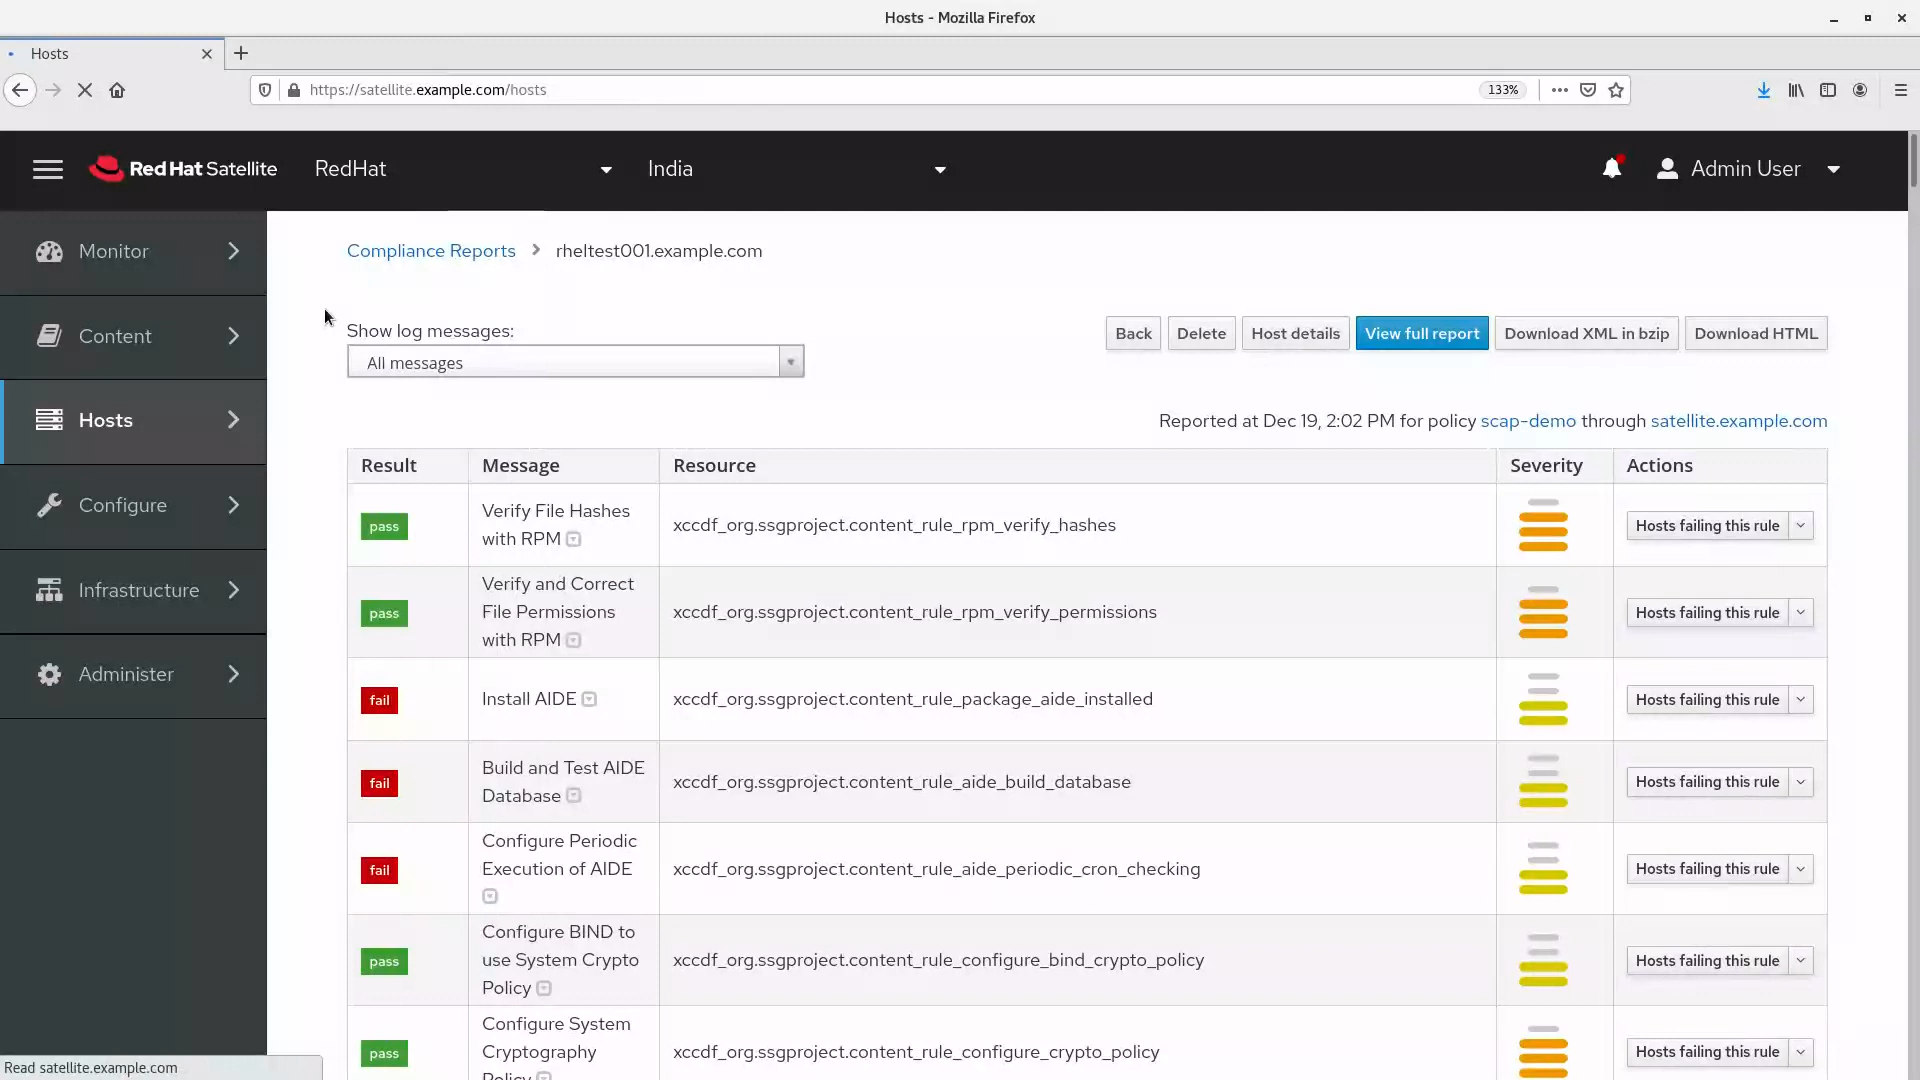 Hosts - Mozilla Firefox
Hosts
https://satellite.example.com/hosts
133%
Red Hat Satellite
RedHat
India
Admin User
Monitor
Content
Hosts
Configure
Infrastructure
Administer
Compliance Reports
rheltest001.example.com
Show log messages:
All messages
Back
Delete
Host details
View full report
Download XML in bzip
Download HTML
Reported at Dec 19, 2:02 PM for policy scap-demo through satellite.example.com
Result Message Resource Severity Actions
pass
Verify File Hashes
with RPM
xccdf_org.ssgproject.content_rule_rpm_verify_hashes
Hosts failing this rule
pass
Verify and Correct
File Permissions
with RPM
xccdf_org.ssgproject.content_rule_rpm_verify_permissions
Hosts failing this rule
fail
Install AIDE
xccdf_org.ssgproject.content_rule_package_aide_installed
Hosts failing this rule
fail
Build and Test AIDE
Database
xccdf_org.ssgproject.content_rule_aide_build_database
Hosts failing this rule
fail
Configure Periodic
Execution of AIDE
xccdf_org.ssgproject.content_rule_aide_periodic_cron_checking
Hosts failing this rule
pass
Configure BIND to
use System Crypto
Policy
xccdf_org.ssgproject.content_rule_configure_bind_crypto_policy
Hosts failing this rule
pass
Configure System
Cryptography
Policy
xccdf_org.ssgproject.content_rule_configure_crypto_policy
Hosts failing this rule
Read satellite.example.com